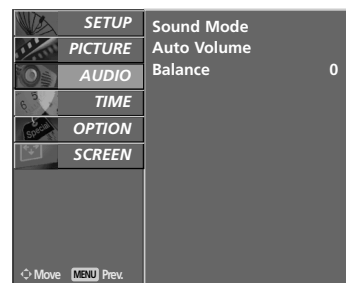 SETUP
PICTURE
AUDIO
TIME
OPTION
SCREEN
Move MENU Prev.
Sound Mode
Auto Volume
Balance 0